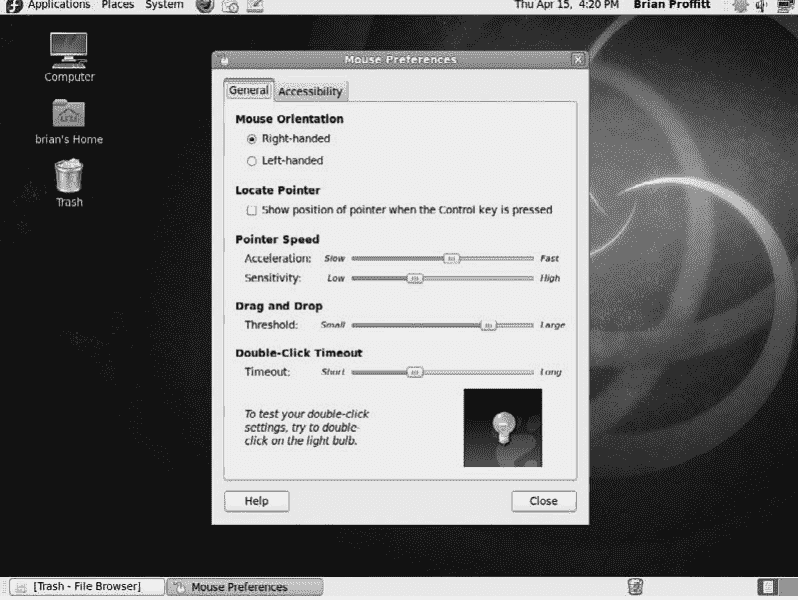 Applications Places System Thu Apr 15, 4:20 PM Brian Proffitt
Computer
brian's Home
Trash
Mouse Preferences
General Accessibility
Mouse Orientation
Right-handed
Left-handed
Locate Pointer
Show position of pointer when the Control key is pressed
Pointer Speed
Acceleration: Slow Fast
Sensitivity: Low High
Drag and Drop
Threshold: Small Large
Double-Click Timeout
Timeout: Short Long
To test your double-click
settings, try to double-
click on the light bulb.
Help Close
[Trash - File Browser] Mouse Preferences